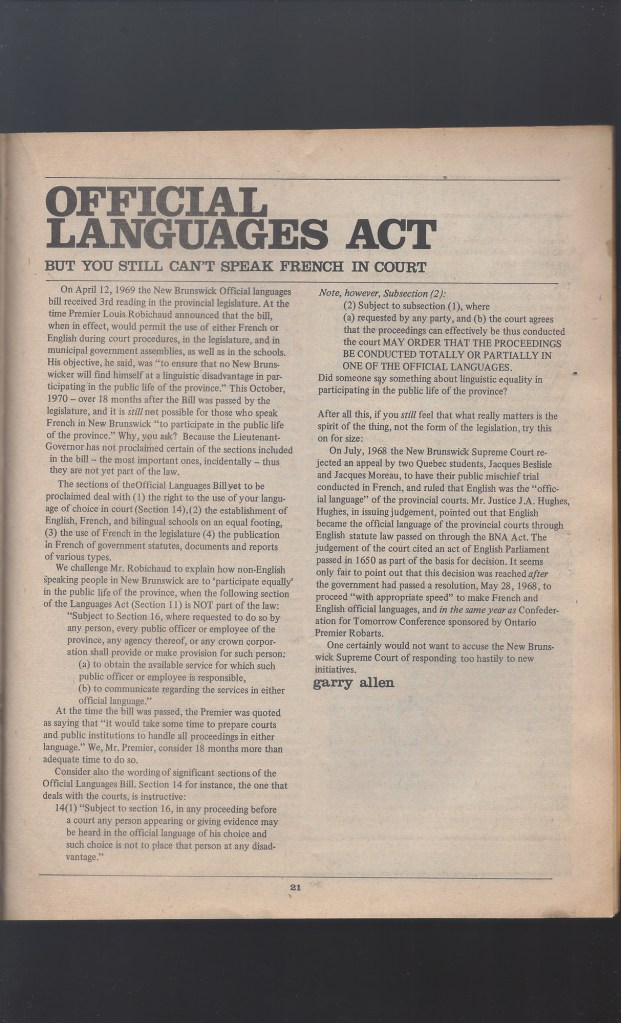 OFFICIAL
LANGUAGES ACT
BUT YOU STILL CAN'T SPEAK FRENCH IN COURT
On April 12, 1969 the New Brunswick Official languages
bill received 3rd reading in the provincial legislature. At the
time Premier Louis Robichaud announced that the bill,
when in effect, would permit the use of either French or
English during court procedures, in the legislature, and in
municipal government assemblies, as well as in the schools.
His objective, he said, was "to ensure that no New Bruns-
wicker will find himself at a linguistic disadvantage in par-
ticipating in the public life of the province." This October,
1970 – over 18 months after the Bill was passed by the
legislature, and it is still not possible for those who speak
French in New Brunswick "to participate in the public life
of the province." Why, you ask? Because the Lieutenant-
Governor has not proclaimed certain of the sections included
in the bill – the most important ones, incidentally – thus
they are not yet part of the law.
The sections of theOfficial Languages Billyet to be
proclaimed deal with (1) the right to the use of your langu-
age of choice in court (Section 14),(2) the establishment of
English, French, and bilingual schools on an equal footing,
(3) the use of French in the legislature (4) the publication
in French of government statutes, documents and reports
of various types.
We challenge Mr. Robichaud to explain how non-English
speaking people in New Brunswick are to 'participate equally'
in the public life of the province, when the following section
of the Languages Act (Section 11) is NOT part of the law:
"Subject to Section 16, where requested to do so by
any person, every public officer or employee of the
province, any agency thereof, or any crown corpor-
ation shall provide or make provision for such person:
(a) to obtain the available service for which such
public officer or employee is responsible,
(b) to communicate regarding the services in either
official language."
At the time the bill was passed, the Premier was quoted
as saying that "it would take some time to prepare courts
and public institutions to handle all proceedings in either
language." We, Mr. Premier, consider 18 months more than
adequate time to do so.
Consider also the wording of significant sections of the
Official Languages Bill. Section 14 for instance, the one that
deals with the courts, is instructive:
14(1) "Subject to section 16, in any proceeding before
a court any person appearing or giving evidence may
be heard in the official language of his choice and
such choice is not to place that person at any disad-
vantage."
Note, however, Subsection (2):
(2) Subject to subsection (1), where
(a) requested by any party, and (b) the court agrees
that the proceedings can effectively be thus conducted
the court MAY ORDER THAT THE PROCEEDINGS
BE CONDUCTED TOTALLY OR PARTIALLY IN
ONE OF THE OFFICIAL LANGUAGES.
Did someone say something about linguistic equality in
participating in the public life of the province?
After all this, if you still feel that what really matters is the
spirit of the thing, not the form of the legislation, try this
on for size:
On July, 1968 the New Brunswick Supreme Court re-
jected an appeal by two Quebec students, Jacques Beslisle
and Jacques Moreau, to have their public mischief trial
conducted in French, and ruled that English was the "offic-
ial language" of the provincial courts. Mr. Justice J.A. Hughes,
Hughes, in issuing judgement, pointed out that English
became the official language of the provincial courts through
English statute law passed on through the BNA Act. The
judgement of the court cited an act of English Parliament
passed in 1650 as part of the basis for decision. It seems
only fair to point out that this decision was reached after
the government had passed a resolution, May 28, 1968, to
proceed "with appropriate speed" to make French and
English official languages, and in the same year as Confeder-
ation for Tomorrow Conference sponsored by Ontario
Premier Robarts.
One certainly would not want to accuse the New Bruns-
wick Supreme Court of responding too hastily to new
initiatives.
garry allen
21